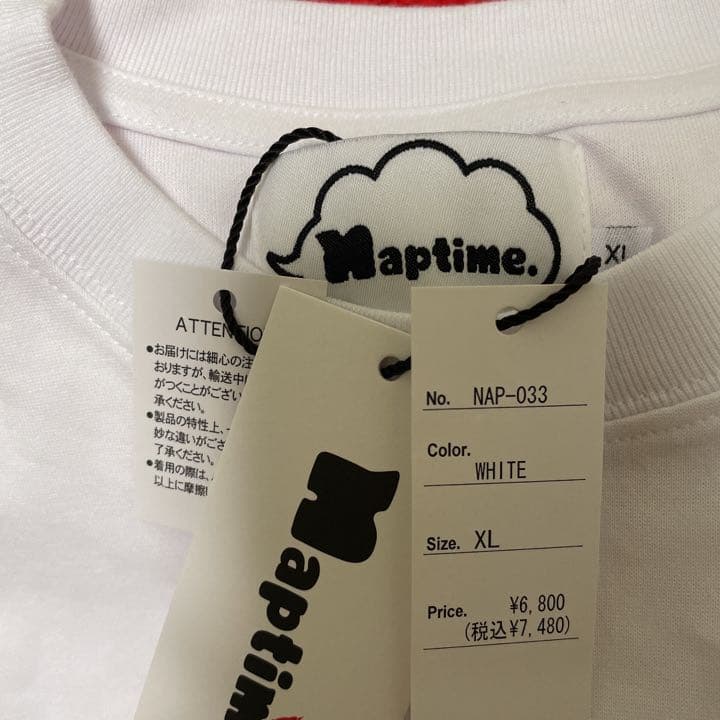 Naptime.
XL
ATTENTIO
●お届けには細心の注
おりますが、輸送中
がつくことがござい
承ください。
●製品の特性上、
妙な違いがござ
了承ください。
●着用の際は、
以上に摩擦
Naptim
No. NAP-033
Color.
WHITE
Size. XL
Price. ¥6,800
(税込¥7,480)